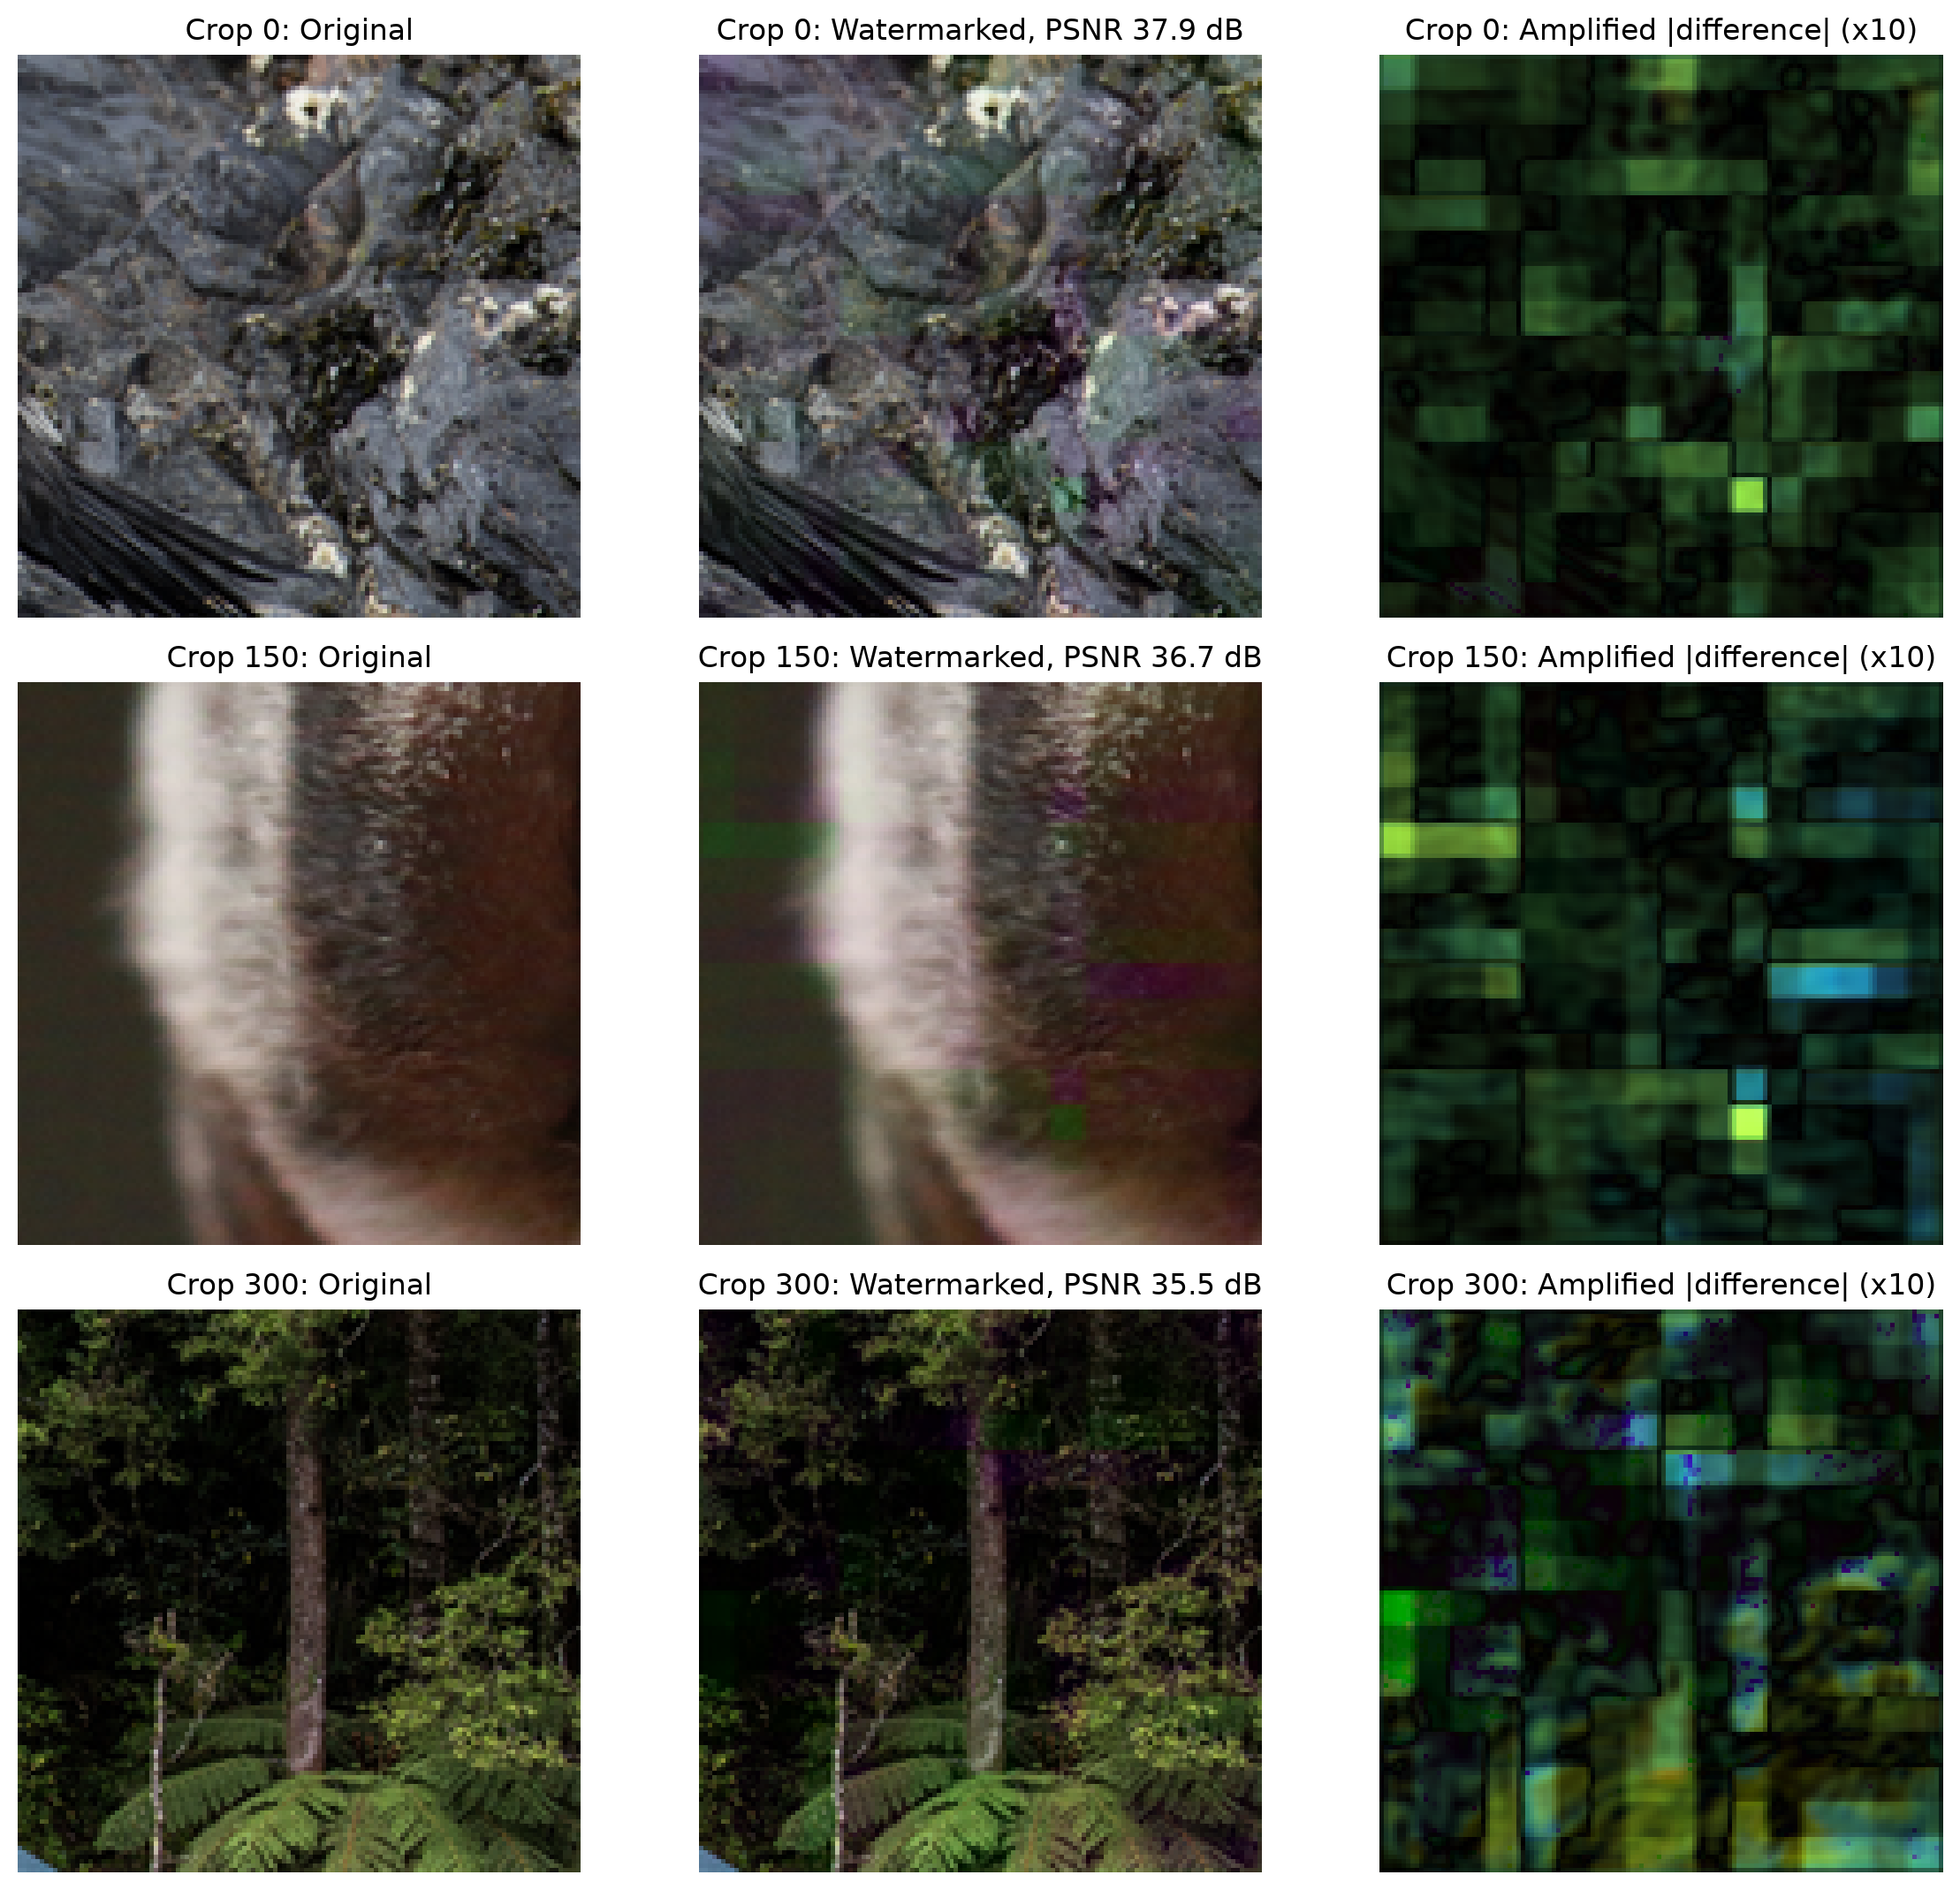 Crop 0: Original
Crop 0: Watermarked, PSNR 37.9 dB
Crop 0: Amplified |difference| (x10)
Crop 150: Original
Crop 150: Watermarked, PSNR 36.7 dB
Crop 150: Amplified |difference| (x10)
Crop 300: Original
Crop 300: Watermarked, PSNR 35.5 dB
Crop 300: Amplified |difference| (x10)